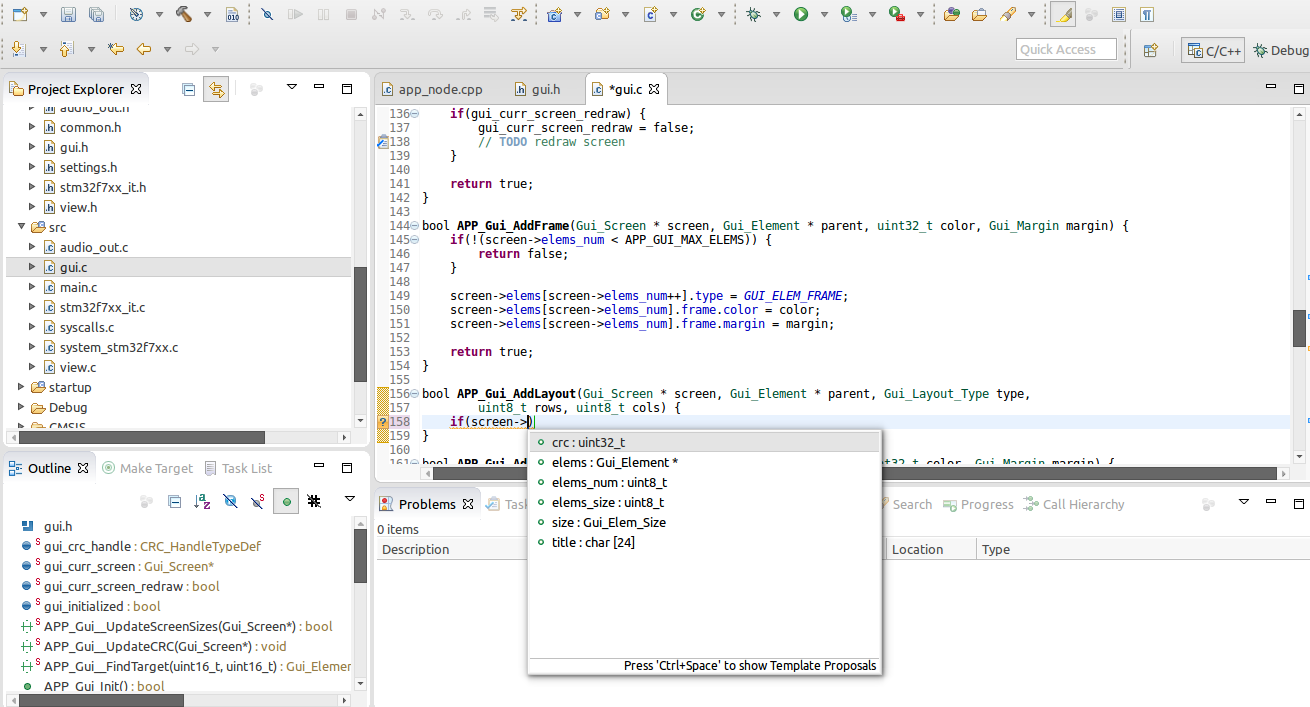 010
Quick Access
C/C++
Debug
Project Explorer
audio_out.h
common.h
gui.h
settings.h
stm32f7xx_it.h
view.h
src
audio_out.c
gui.c
main.c
stm32f7xx_it.c
syscalls.c
system_stm32f7xx.c
view.c
startup
Debug
CMSIS
app_node.cpp
gui.h
*gui.c
136 if(gui_curr_screen_redraw) {
137 gui_curr_screen_redraw = false;
138 // TODO redraw screen
139 }
140
141 return true;
142 }
143
144 bool APP_Gui_AddFrame(Gui_Screen * screen, Gui_Element * parent, uint32_t color, Gui_Margin margin) {
145 if(!(screen->elems_num < APP_GUI_MAX_ELEMS)) {
146 return false;
147 }
148
149 screen->elems[screen->elems_num++].type = GUI_ELEM_FRAME;
150 screen->elems[screen->elems_num].frame.color = color;
151 screen->elems[screen->elems_num].frame.margin = margin;
152
153 return true;
154 }
155
156 bool APP_Gui_AddLayout(Gui_Screen * screen, Gui_Element * parent, Gui_Layout_Type type,
157 uint8_t rows, uint8_t cols) {
158 if(screen->)
159 }
160
crc : uint32_t
elems : Gui_Element *
elems_num : uint8_t
elems_size : uint8_t
size : Gui_Elem_Size
title : char [24]
Press 'Ctrl+Space' to show Template Proposals
Outline
Make Target
Task List
gui.h
gui_crc_handle : CRC_HandleTypeDef
gui_curr_screen : Gui_Screen*
gui_curr_screen_redraw : bool
gui_initialized : bool
APP_Gui__UpdateScreenSizes(Gui_Screen*) : bool
APP_Gui__UpdateCRC(Gui_Screen*) : void
APP_Gui__FindTarget(uint16_t, uint16_t) : Gui_Elemer
APP_Gui_Init() : bool
Problems
Task
Search
Progress
Call Hierarchy
0 items
Description
Location
Type